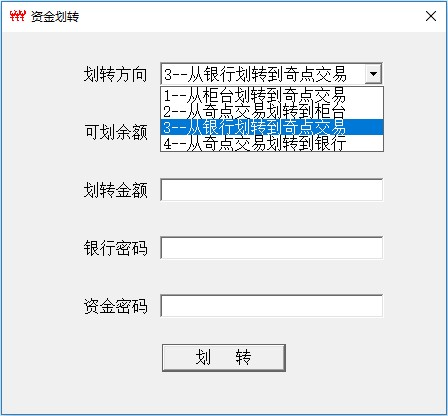 资金划转
划转方向
3--从银行划转到奇点交易
1--从柜台划转到奇点交易
2--从奇点交易划转到柜台
可划余额
3--从银行划转到奇点交易
4--从奇点交易划转到银行
划转金额
银行密码
资金密码
划 转